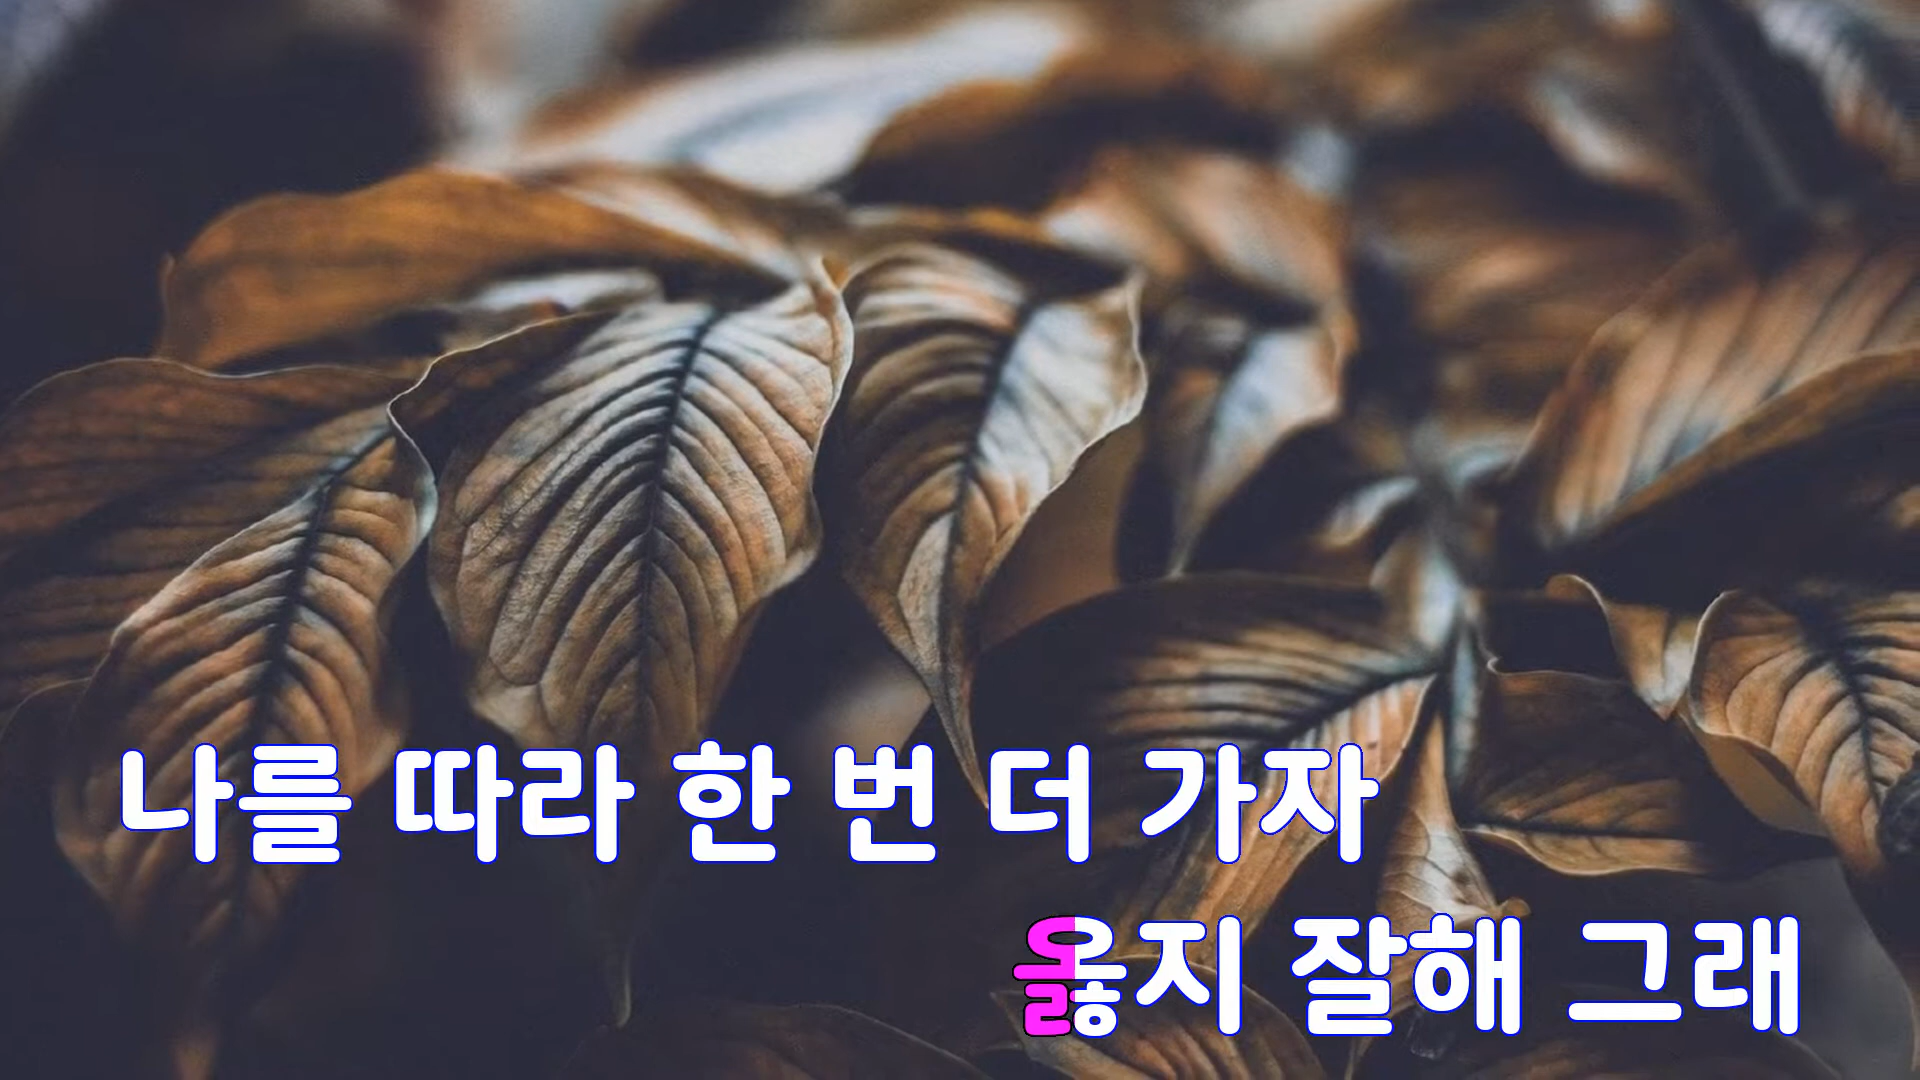 나를 따라 한 번 더 가자
옳지 잘해 그래